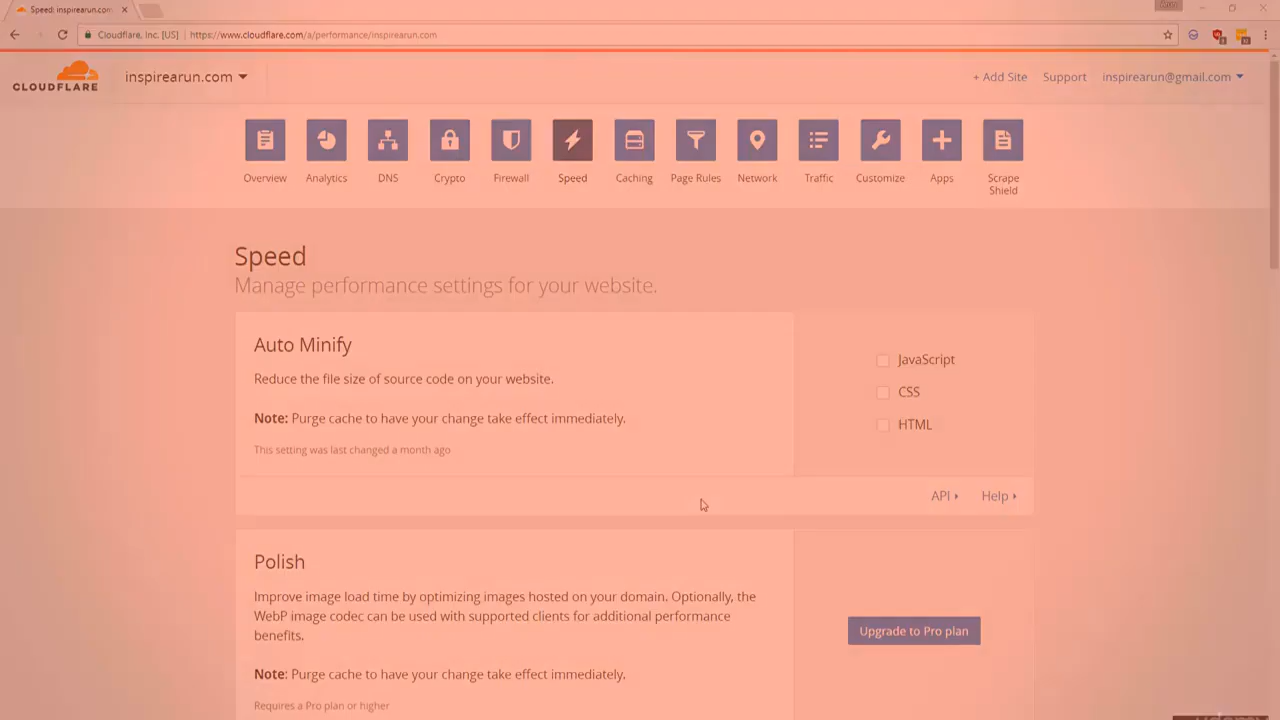 Speed: inspirearun.com
Cloudflare, Inc. [US] https://www.cloudflare.com/a/performance/inspirearun.com
CLOUDFLARE
inspirearun.com
+ Add Site
Support
inspirearun@gmail.com
Overview
Analytics
DNS
Crypto
Firewall
Speed
Caching
Page Rules
Network
Traffic
Customize
Apps
Scrape
Shield
Speed
Manage performance settings for your website.
Auto Minify
Reduce the file size of source code on your website.
Note: Purge cache to have your change take effect immediately.
This setting was last changed a month ago
JavaScript
CSS
HTML
API
Help
Polish
Improve image load time by optimizing images hosted on your domain. Optionally, the
WebP image codec can be used with supported clients for additional performance
benefits.
Note: Purge cache to have your change take effect immediately.
Requires a Pro plan or higher
Upgrade to Pro plan